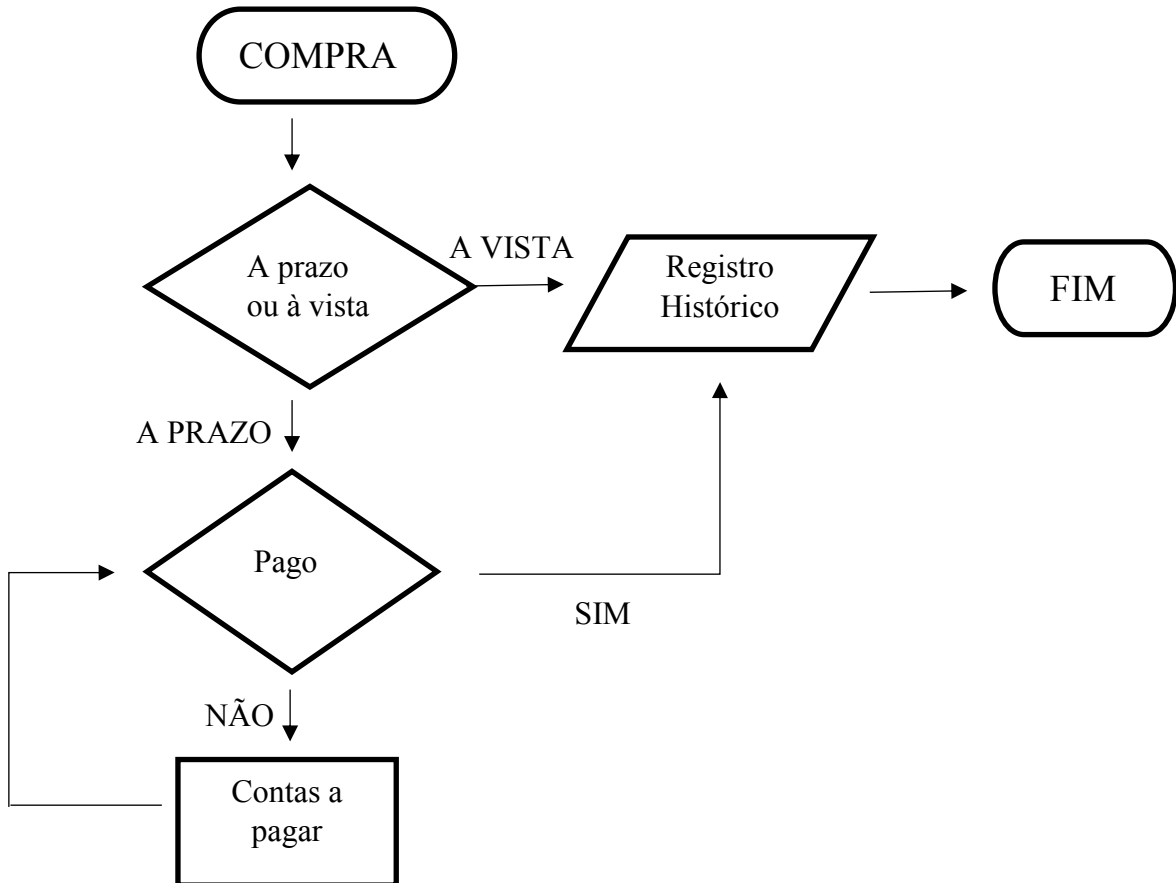 COMPRA
A prazo
ou à vista
A VISTA
Registro
Histórico
FIM
A PRAZO
Pago
SIM
NÃO
Contas a
pagar